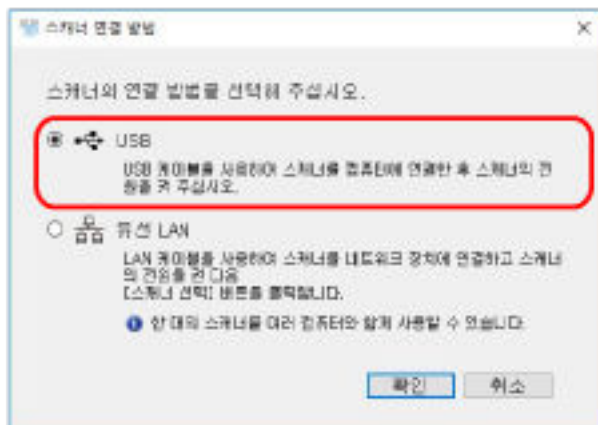 스캐너 연결 방법
스캐너의 연결 방법을 선택해 주십시오.
USB
USB 케이블을 사용하여 스캐너를 컴퓨터에 연결한 후 스캐너의 전
원을 켜 주십시오.
유선 LAN
LAN 케이블을 사용하여 스캐너를 네트워크 장치에 연결하고 스캐너
의 전원을 켠 다음
[스캐너 선택] 버튼을 클릭합니다.
한 대의 스캐너를 여러 컴퓨터와 함께 사용할 수 있습니다.
확인 취소